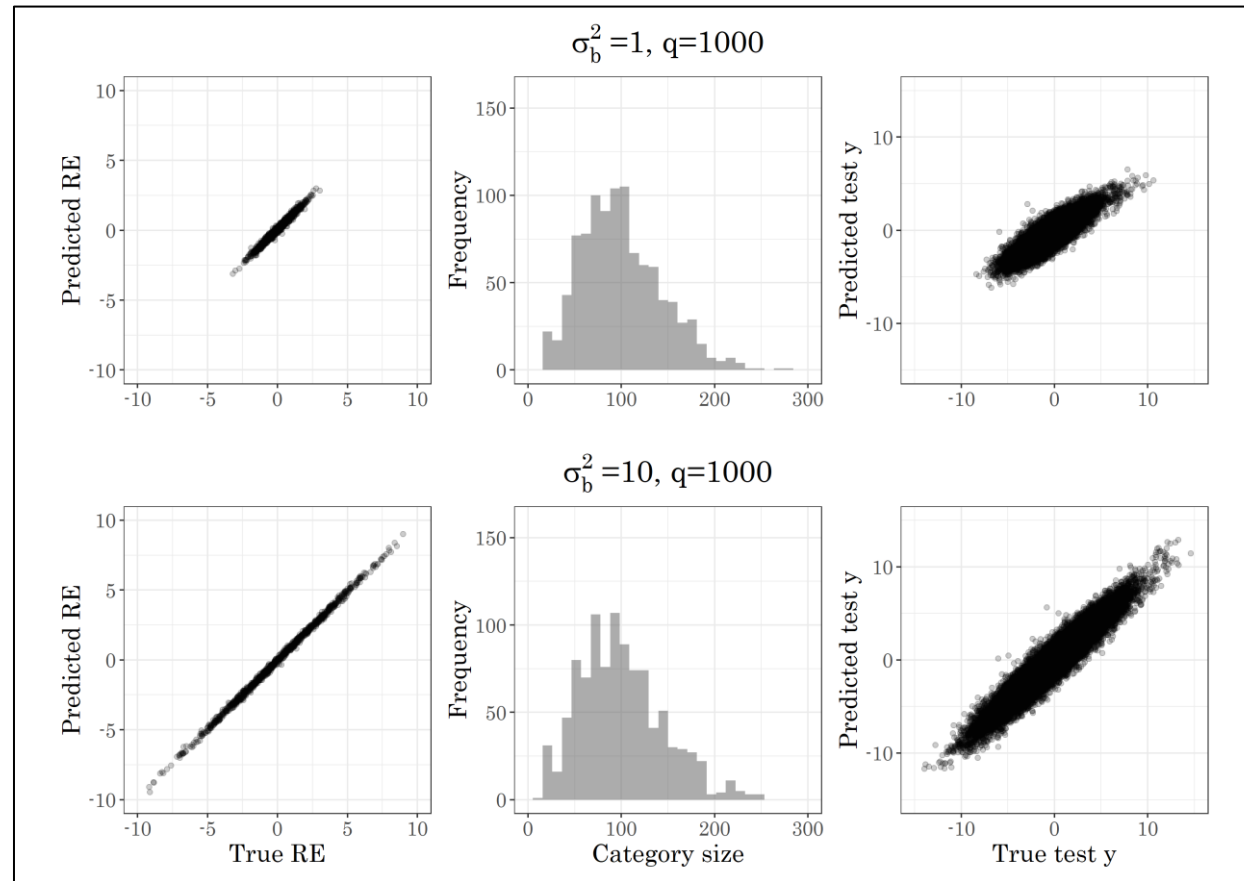 σ_b^2 =1, q=1000
Predicted RE
10
5
0
-5
-10
-10 -5 0 5 10
Frequency
150
100
50
0
0 100 200 300
Predicted test y
10
0
-10
-10 0 10
σ_b^2 =10, q=1000
Predicted RE
10
5
0
-5
-10
-10 -5 0 5 10
True RE
Frequency
150
100
50
0
0 100 200 300
Category size
Predicted test y
10
0
-10
-10 0 10
True test y